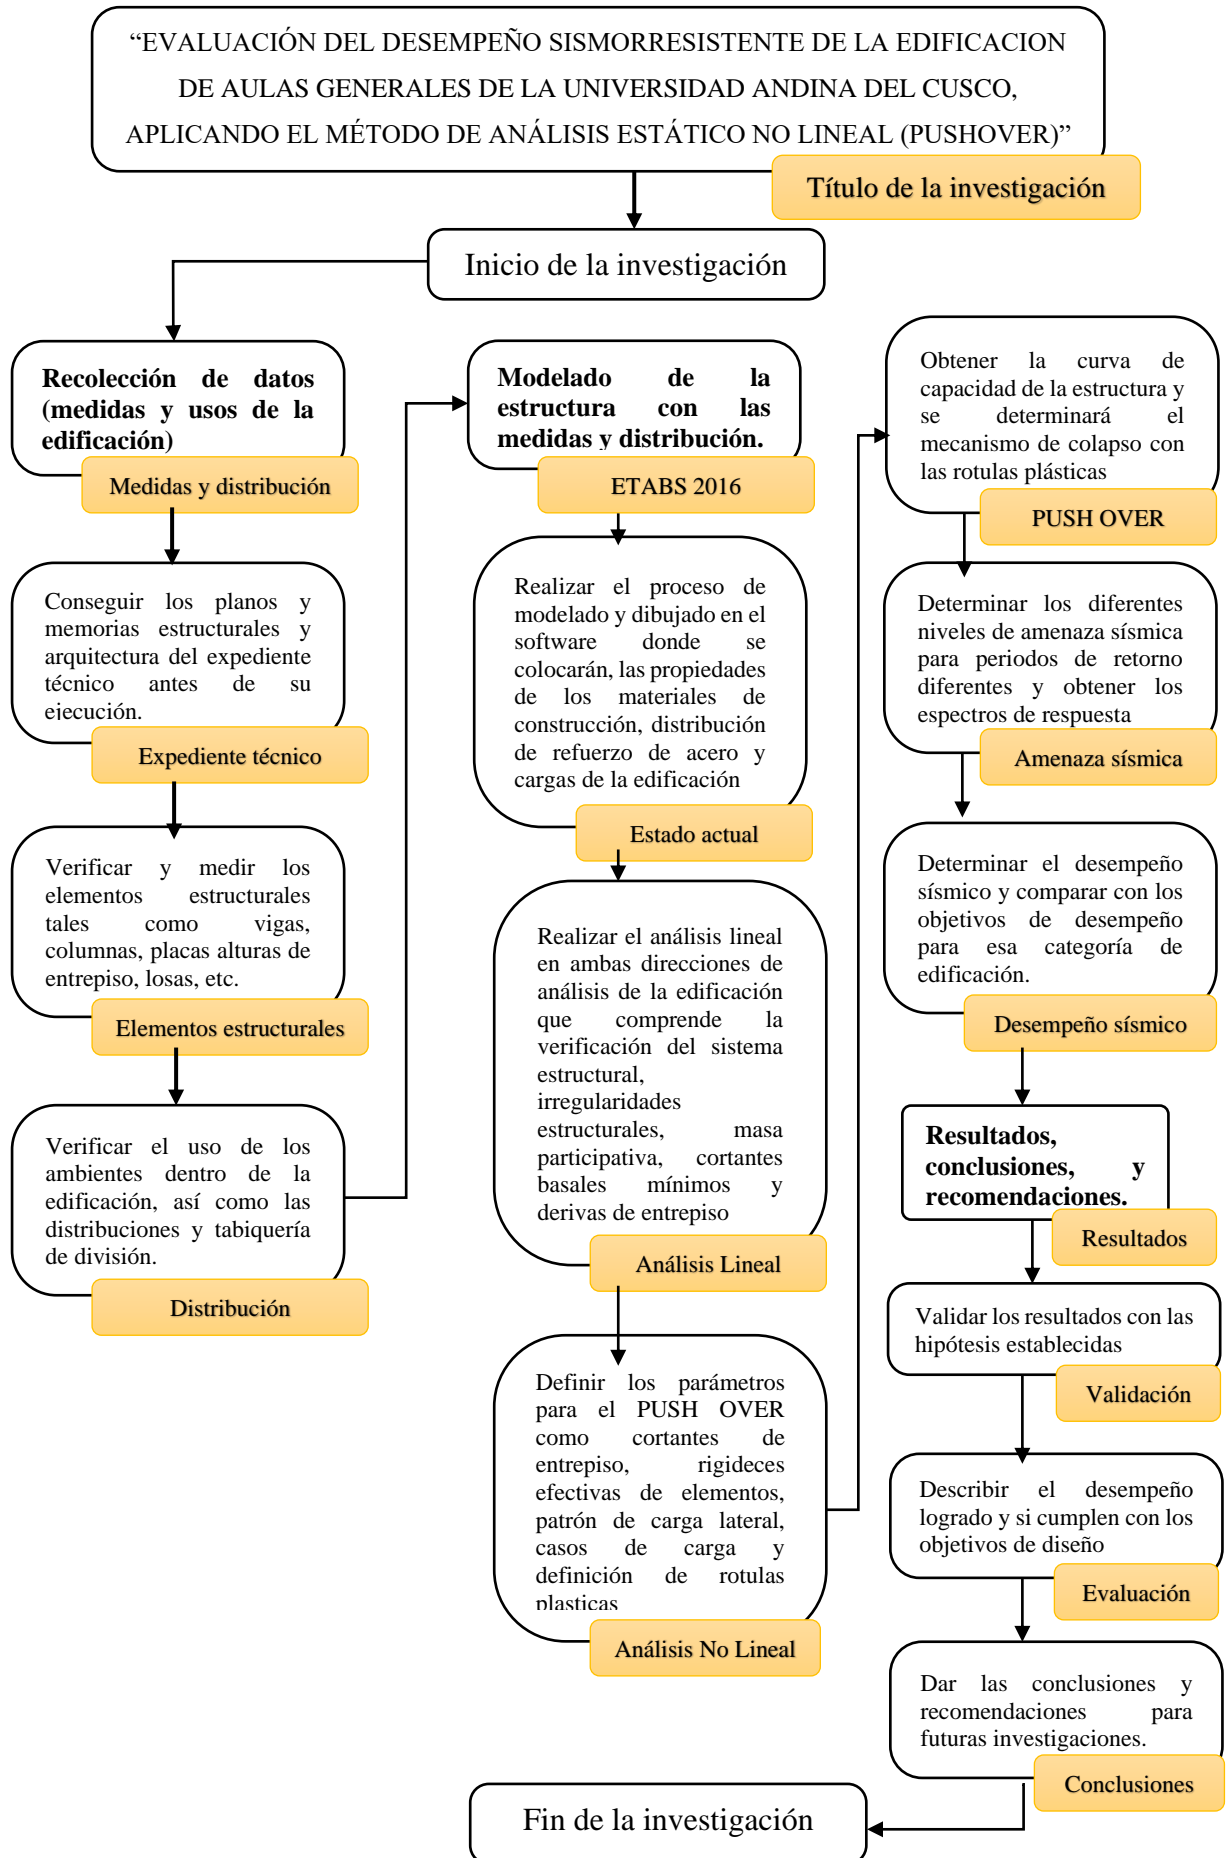 “EVALUACIÓN DEL DESEMPEÑO SISMORRESISTENTE DE LA EDIFICACION
DE AULAS GENERALES DE LA UNIVERSIDAD ANDINA DEL CUSCO,
APLICANDO EL MÉTODO DE ANÁLISIS ESTÁTICO NO LINEAL (PUSHOVER)”
Título de la investigación
Inicio de la investigación
Recolección de datos
(medidas y usos de la
edificación)
Medidas y distribución
Conseguir los planos y
memorias estructurales y
arquitectura del expediente
técnico antes de su
ejecución.
Expediente técnico
Verificar y medir los
elementos estructurales
tales como vigas,
columnas, placas alturas de
entrepiso, losas, etc.
Elementos estructurales
Verificar el uso de los
ambientes dentro de la
edificación, así como las
distribuciones y tabiquería
de división.
Distribución
Modelado de la
estructura con las
medidas y distribución.
ETABS 2016
Realizar el proceso de
modelado y dibujado en el
software donde se
colocarán, las propiedades
de los materiales de
construcción, distribución
de refuerzo de acero y
cargas de la edificación
Estado actual
Realizar el análisis lineal
en ambas direcciones de
análisis de la edificación
que comprende la
verificación del sistema
estructural,
irregularidades
estructurales, masa
participativa, cortantes
basales mínimos y
derivas de entrepiso
Análisis Lineal
Definir los parámetros
para el PUSH OVER
como cortantes de
entrepiso, rigideces
efectivas de elementos,
patrón de carga lateral,
casos de carga y
definición de rotulas
plasticas
Análisis No Lineal
Obtener la curva de
capacidad de la estructura y
se determinará el
mecanismo de colapso con
las rotulas plásticas
PUSH OVER
Determinar los diferentes
niveles de amenaza sísmica
para periodos de retorno
diferentes y obtener los
espectros de respuesta
Amenaza sísmica
Determinar el desempeño
sísmico y comparar con los
objetivos de desempeño
para esa categoría de
edificación.
Desempeño sísmico
Resultados,
conclusiones, y
recomendaciones.
Resultados
Validar los resultados con las
hipótesis establecidas
Validación
Describir el desempeño
logrado y si cumplen con los
objetivos de diseño
Evaluación
Dar las conclusiones y
recomendaciones para
futuras investigaciones.
Conclusiones
Fin de la investigación